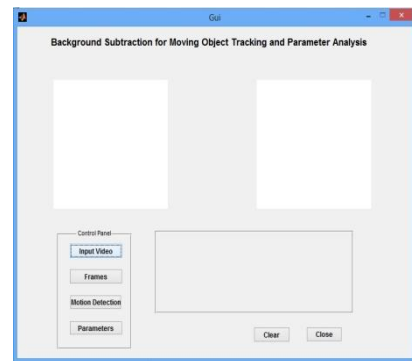 Gui
Background Subtraction for Moving Object Tracking and Parameter Analysis
Control Panel
Input Video
Frames
Motion Detection
Parameters
Clear
Close